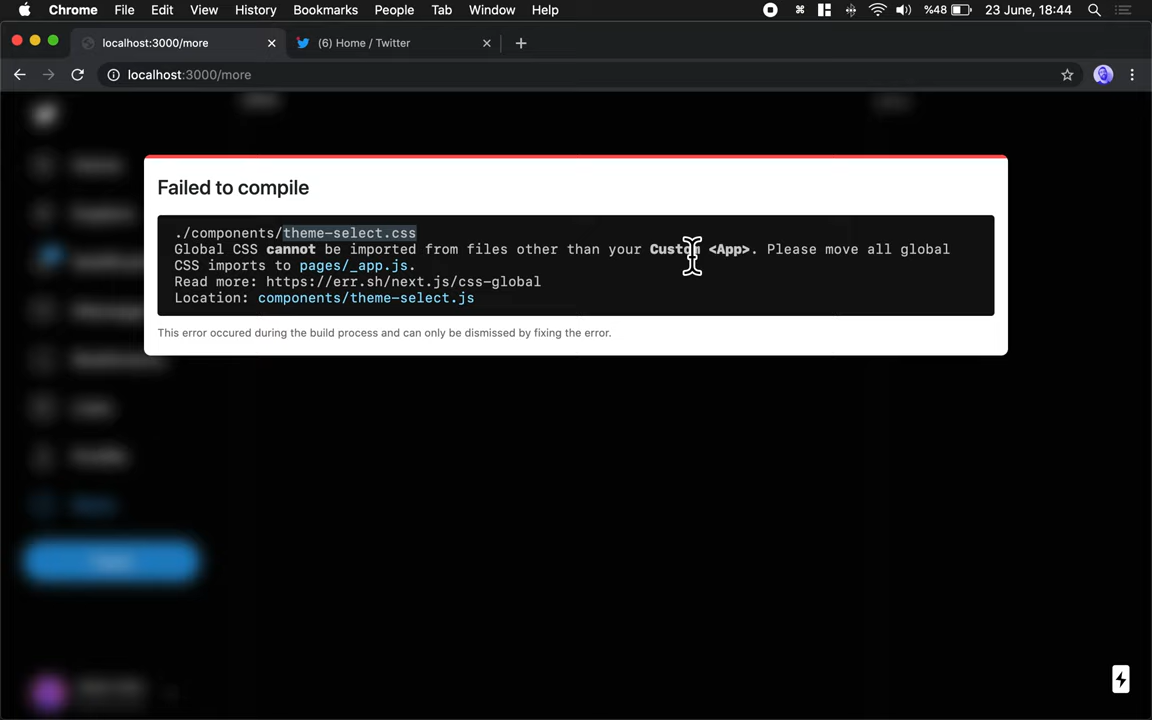 Chrome File Edit View History Bookmarks People Tab Window Help %48 23 June, 18:44
localhost:3000/more (6) Home / Twitter
localhost:3000/more
Failed to compile
./components/theme-select.css
Global CSS cannot be imported from files other than your Custom <App>. Please move all global
CSS imports to pages/_app.js.
Read more: https://err.sh/next.js/css-global
Location: components/theme-select.js
This error occured during the build process and can only be dismissed by fixing the error.